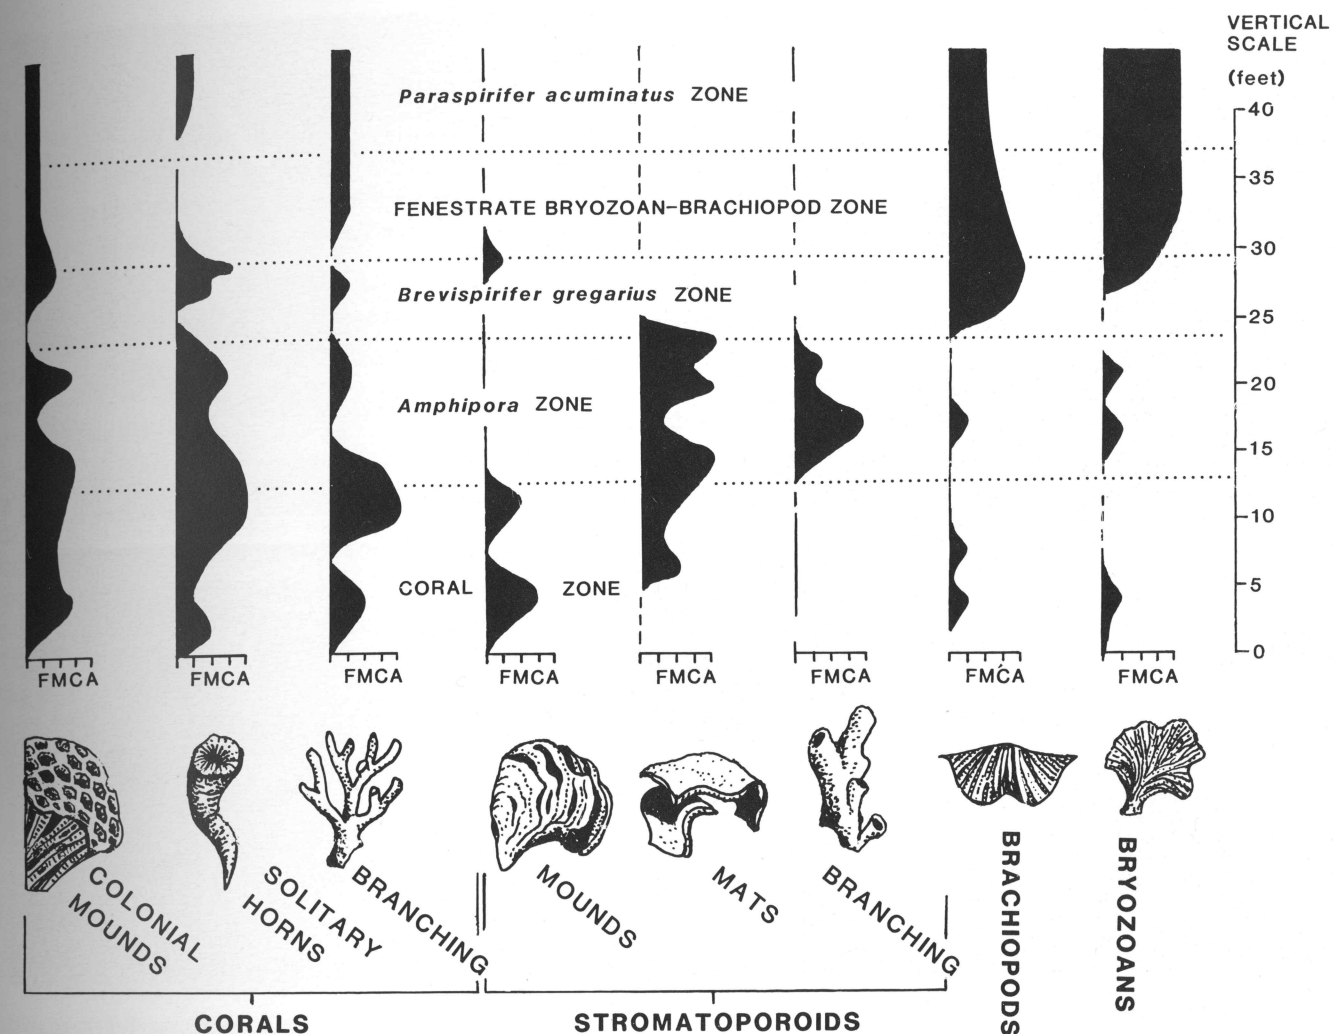 VERTICAL
SCALE
(feet)
Paraspirifer acuminatus ZONE
40
35
FENESTRATE BRYOZOAN-BRACHIOPOD ZONE
30
Brevispirifer gregarius ZONE
25
20
Amphipora ZONE
15
10
CORAL ZONE
5
0
FMCA FMCA FMCA FMCA FMCA FMCA FMCA FMCA
COLONIAL
MOUNDS
SOLITARY
HORNS
BRANCHING
MOUNDS
MATS
BRANCHING
BRACHIOPODS
BRYOZOANS
CORALS
STROMATOPOROIDS